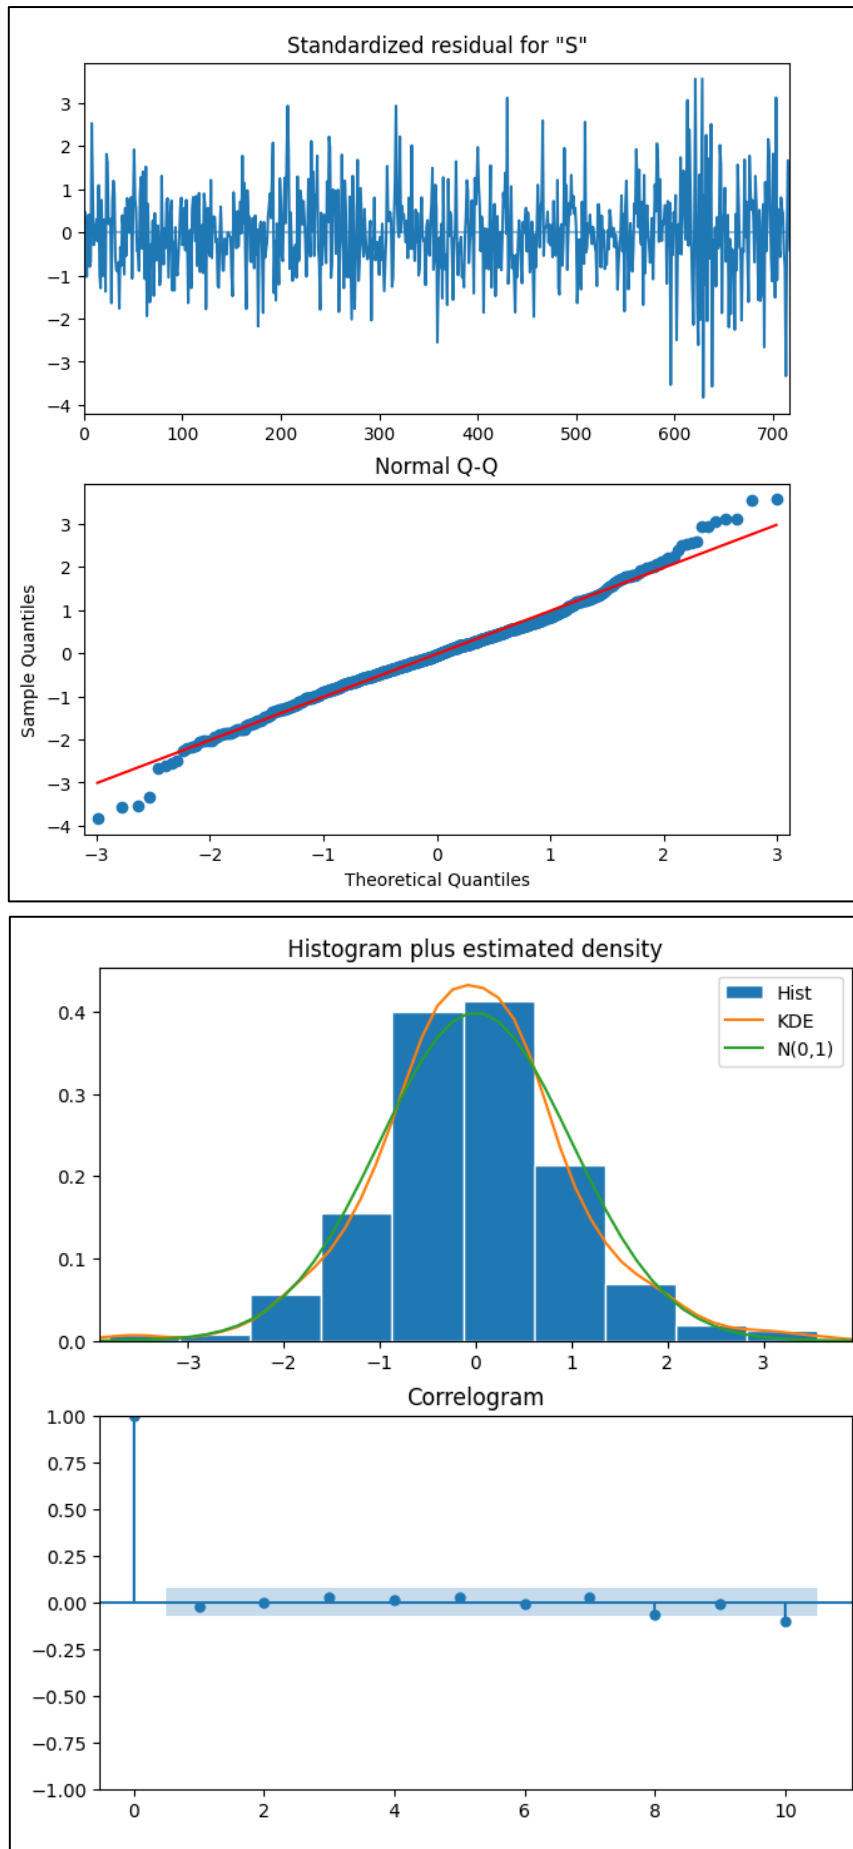 Standardized residual for "S"
3
2
1
0
−1
−2
−3
−4
0 100 200 300 400 500 600 700
Normal Q-Q
Sample Quantiles
3
2
1
0
−1
−2
−3
−4
−3 −2 −1 0 1 2 3
Theoretical Quantiles
Histogram plus estimated density
Hist
KDE
N(0,1)
0.4
0.3
0.2
0.1
0.0
−3 −2 −1 0 1 2 3
Correlogram
1.00
0.75
0.50
0.25
0.00
−0.25
−0.50
−0.75
−1.00
0 2 4 6 8 10